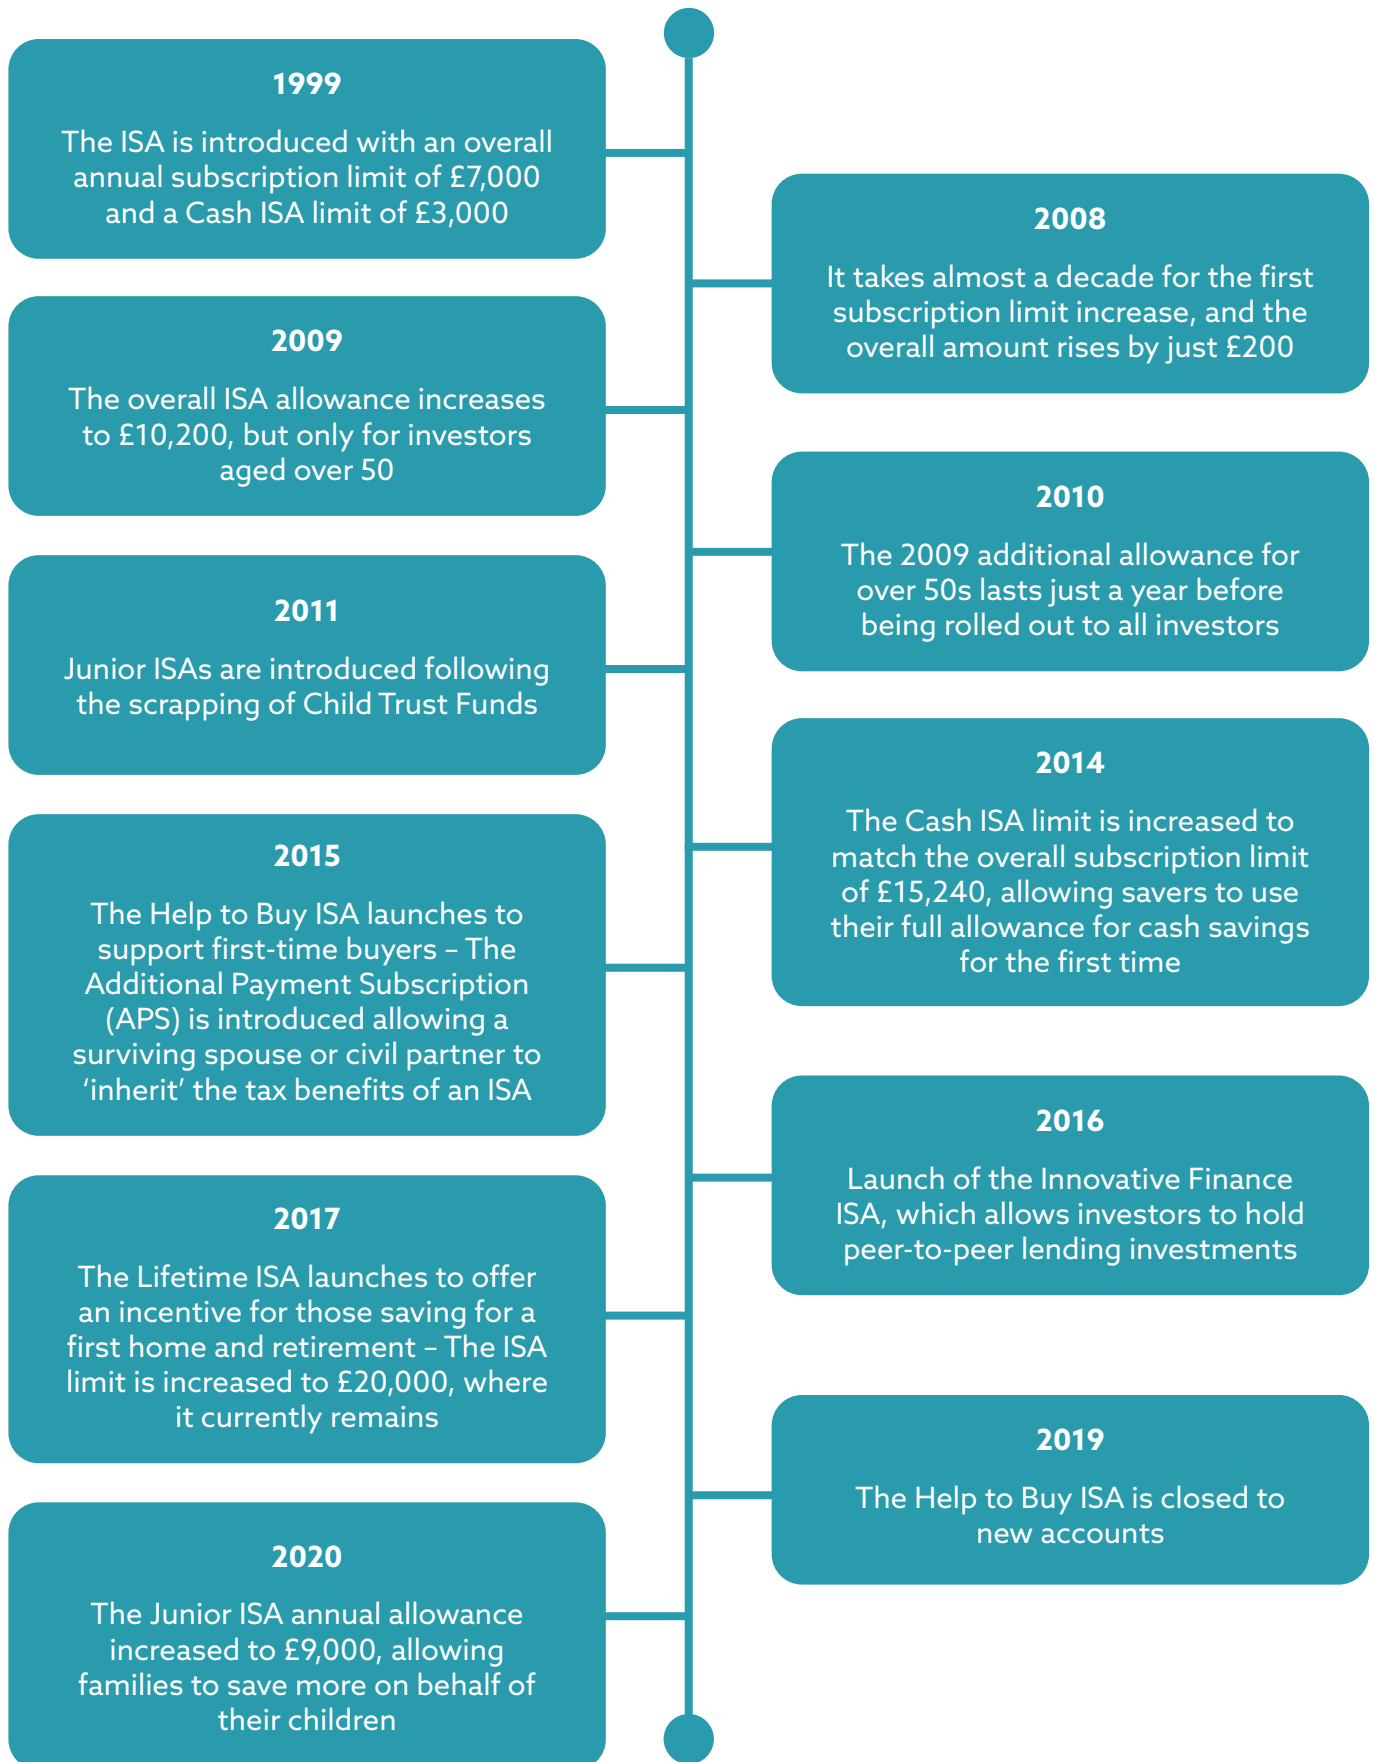 1999
The ISA is introduced with an overall
annual subscription limit of £7,000
and a Cash ISA limit of £3,000
2008
It takes almost a decade for the first
subscription limit increase, and the
overall amount rises by just £200
2009
The overall ISA allowance increases
to £10,200, but only for investors
aged over 50
2010
The 2009 additional allowance for
over 50s lasts just a year before
being rolled out to all investors
2011
Junior ISAs are introduced following
the scrapping of Child Trust Funds
2014
The Cash ISA limit is increased to
match the overall subscription limit
of £15,240, allowing savers to use
their full allowance for cash savings
for the first time
2015
The Help to Buy ISA launches to
support first-time buyers – The
Additional Payment Subscription
(APS) is introduced allowing a
surviving spouse or civil partner to
‘inherit’ the tax benefits of an ISA
2016
Launch of the Innovative Finance
ISA, which allows investors to hold
peer-to-peer lending investments
2017
The Lifetime ISA launches to offer
an incentive for those saving for a
first home and retirement – The ISA
limit is increased to £20,000, where
it currently remains
2019
The Help to Buy ISA is closed to
new accounts
2020
The Junior ISA annual allowance
increased to £9,000, allowing
families to save more on behalf of
their children